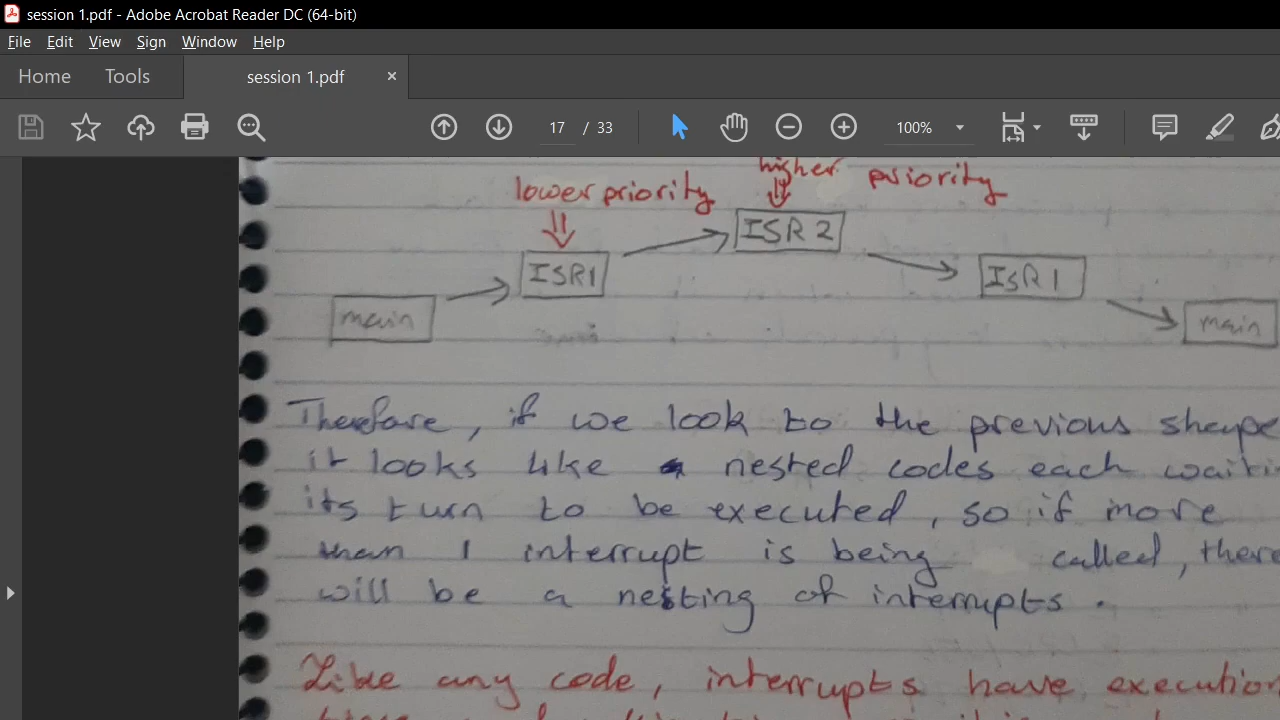 session 1.pdf - Adobe Acrobat Reader DC (64-bit)
File Edit View Sign Window Help
Home Tools session 1.pdf ×
17 / 33 100%
higher priority
lower priority
ISR 2
ISR1
ISR 1
main
main
Therefore, if we look to the previous shape
it looks like a nested codes each waiti
its turn to be executed, so if more
than 1 interrupt is being called, there
will be a nesting of interrupts.
Like any code, interrupts have execution